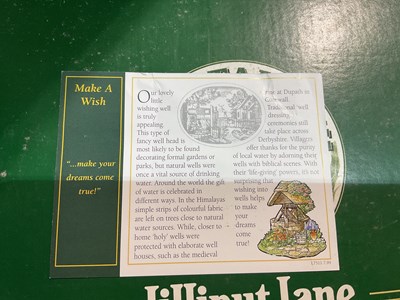 Make A
Wish
"...make your
dreams come
true!"
Our lovely
little
wishing well
is truly
appealing.
This type of
fancy well head is
most likely to be found
decorating formal gardens or
parks, but natural wells were
once a vital source of drinking
water. Around the world the gift
of water is celebrated in
different ways. In the Himalayas
simple strips of colourful fabric
are left on trees close to natural
water sources. While, closer to
home 'holy' wells were
protected with elaborate well
houses, such as the medieval
one at Dupath in
Cornwall.
Traditional 'well
dressing,'
ceremonies still
take place across
Derbyshire. Villagers
offer thanks for the purity
of local water by adorning their
wells with biblical scenes. With
their 'life-giving' powers, it's not
surprising that
wishing into
wells helps
to make
your
dreams
come
true!
Lilliput Lane